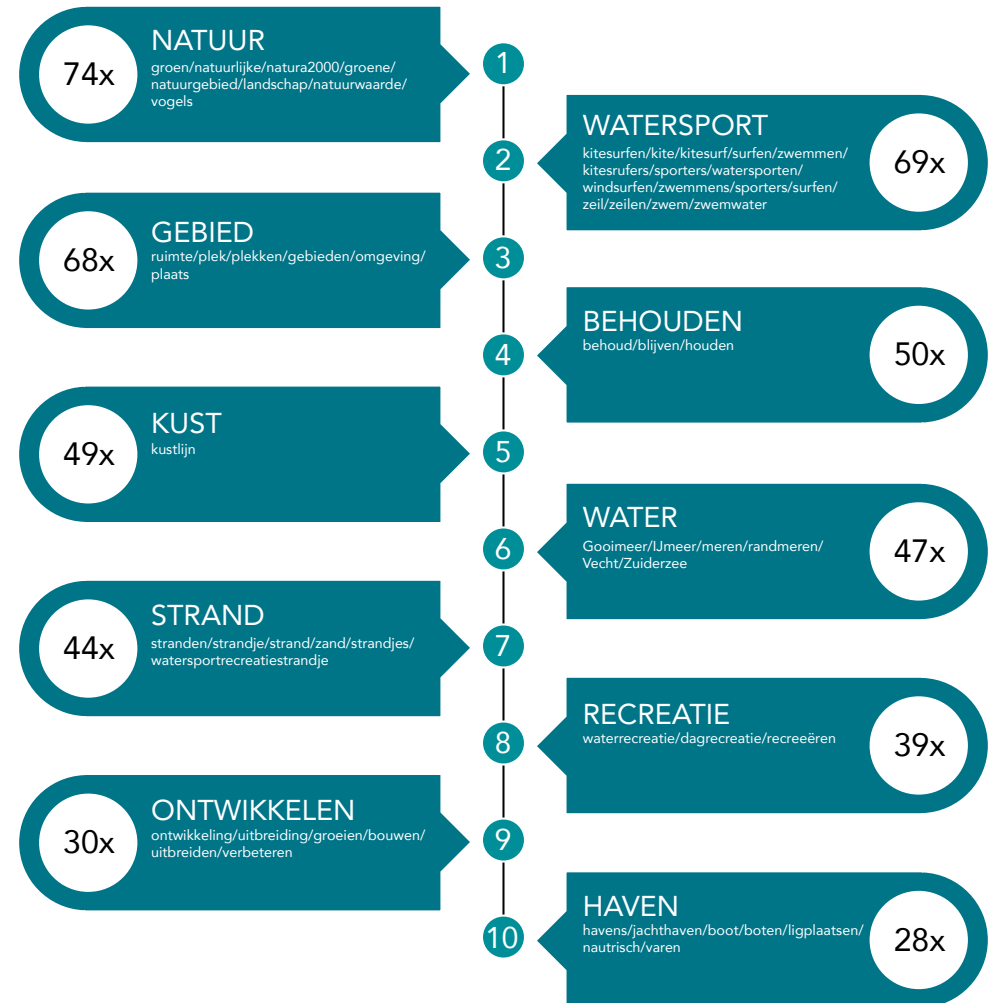 NATUUR
groen/natuurlijke/natura2000/groene/
natuurgebied/landschap/natuurwaarde/
vogels
74x
1
WATERSPORT
kitesurfen/kite/kitesurf/surfen/zwemmen/
kitesrufers/sporters/watersporten/
windsurfen/zwemmens/sporters/surfen/
zeil/zeilen/zwem/zwemwater
69x
2
GEBIED
ruimte/plek/plekken/gebieden/omgeving/
plaats
68x
3
BEHOUDEN
behoud/blijven/houden
50x
4
KUST
kustlijn
49x
5
WATER
Gooimeer/IJmeer/meren/randmeren/
Vecht/Zuiderzee
47x
6
STRAND
stranden/strandje/strand/zand/strandjes/
watersportrecreatiestrandje
44x
7
RECREATIE
waterrecreatie/dagrecreatie/recreeëren
39x
8
ONTWIKKELEN
ontwikkeling/uitbreiding/groeien/bouwen/
uitbreiden/verbeteren
30x
9
HAVEN
havens/jachthaven/boot/boten/ligplaatsen/
nautrisch/varen
28x
10